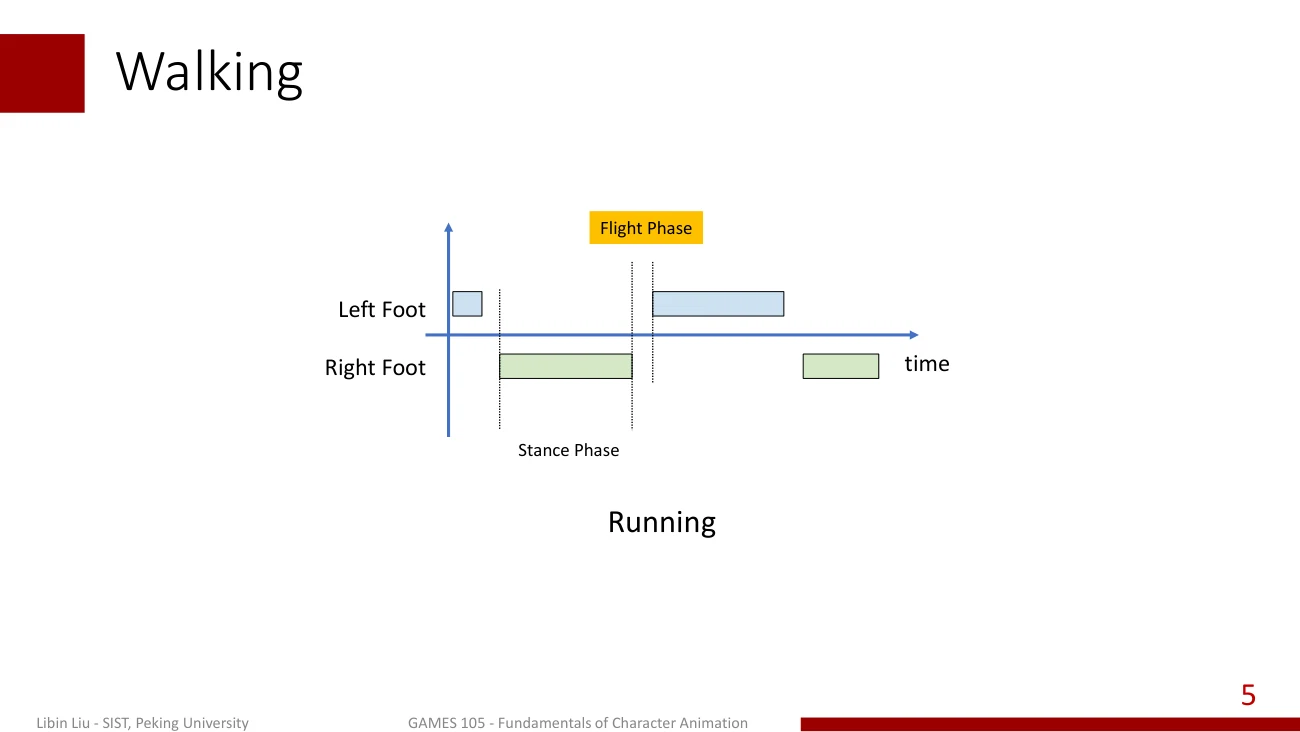 Walking
Flight Phase
Left Foot
Right Foot
time
Stance Phase
Running
5
Libin Liu - SIST, Peking University
GAMES 105 - Fundamentals of Character Animation